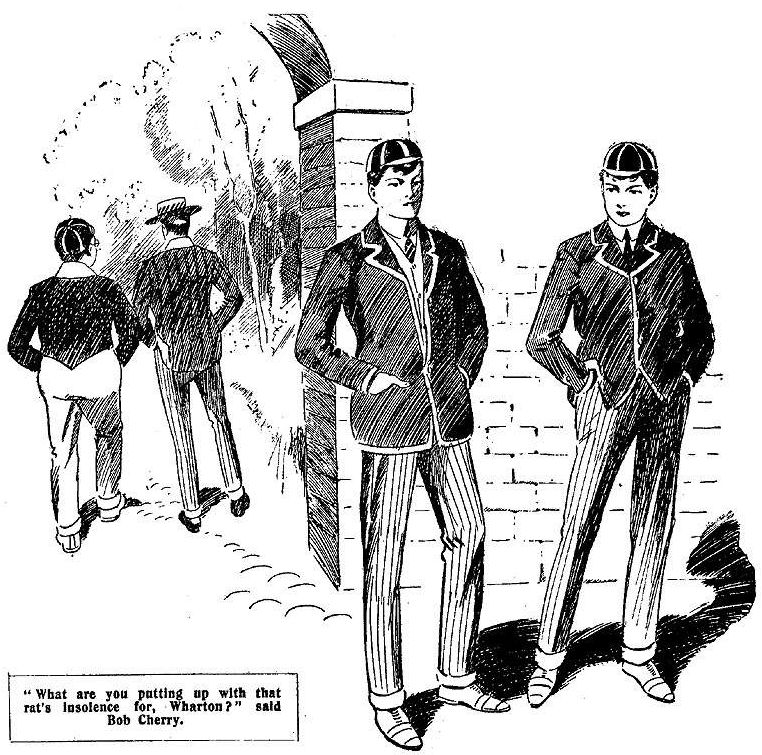 "What are you putting up with that
rat's insolence for, Wharton?" said
Bob Cherry.